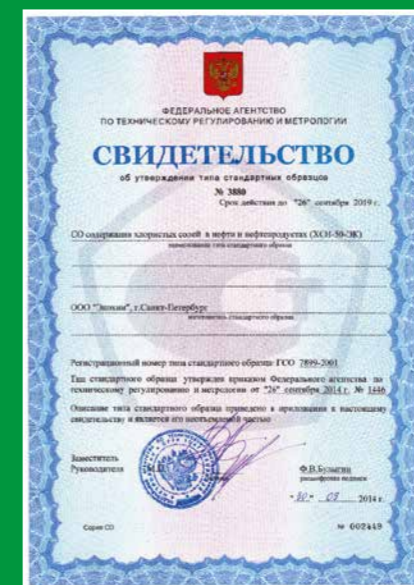 ФЕДЕРАЛЬНОЕ АГЕНТСТВО
ПО ТЕХНИЧЕСКОМУ РЕГУЛИРОВАНИЮ И МЕТРОЛОГИИ
СВИДЕТЕЛЬСТВО
об утверждении типа стандартных образцов
№ 3880
Срок действия до "26" сентября 2019 г.
СО содержания хлористых солей в нефти и нефтепродуктах (ХСН-50-ЭК)
наименование типа стандартного образца
ООО "Экохим", г.Санкт-Петербург
изготовитель стандартного образца
Регистрационный номер типа стандартного образца: ГСО 7899-2001
Тип стандартного образца утвержден приказом Федерального агентства по
техническому регулированию и метрологии от "26" сентября 2014 г. № 1446
Описание типа стандартного образца приведено в приложении к настоящему
свидетельству и является его неотъемлемой частью
Заместитель
Руководителя
Ф.В.Булыгин
расшифровка подписи
"30" 09 2014 г.
Серия СО
№ 002449